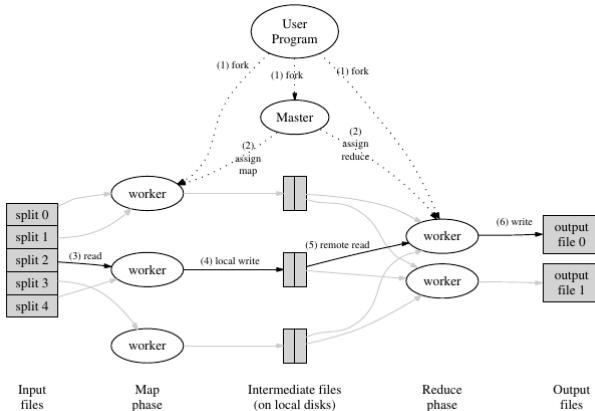 User
Program
(1) fork
(1) fork
(1) fork
Master
(2)
assign
map
(2)
assign
reduce
worker
split 0
split 1
split 2
split 3
split 4
(3) read
worker
(4) local write
(5) remote read
worker
(6) write
output
file 0
worker
output
file 1
worker
Input
files
Map
phase
Intermediate files
(on local disks)
Reduce
phase
Output
files